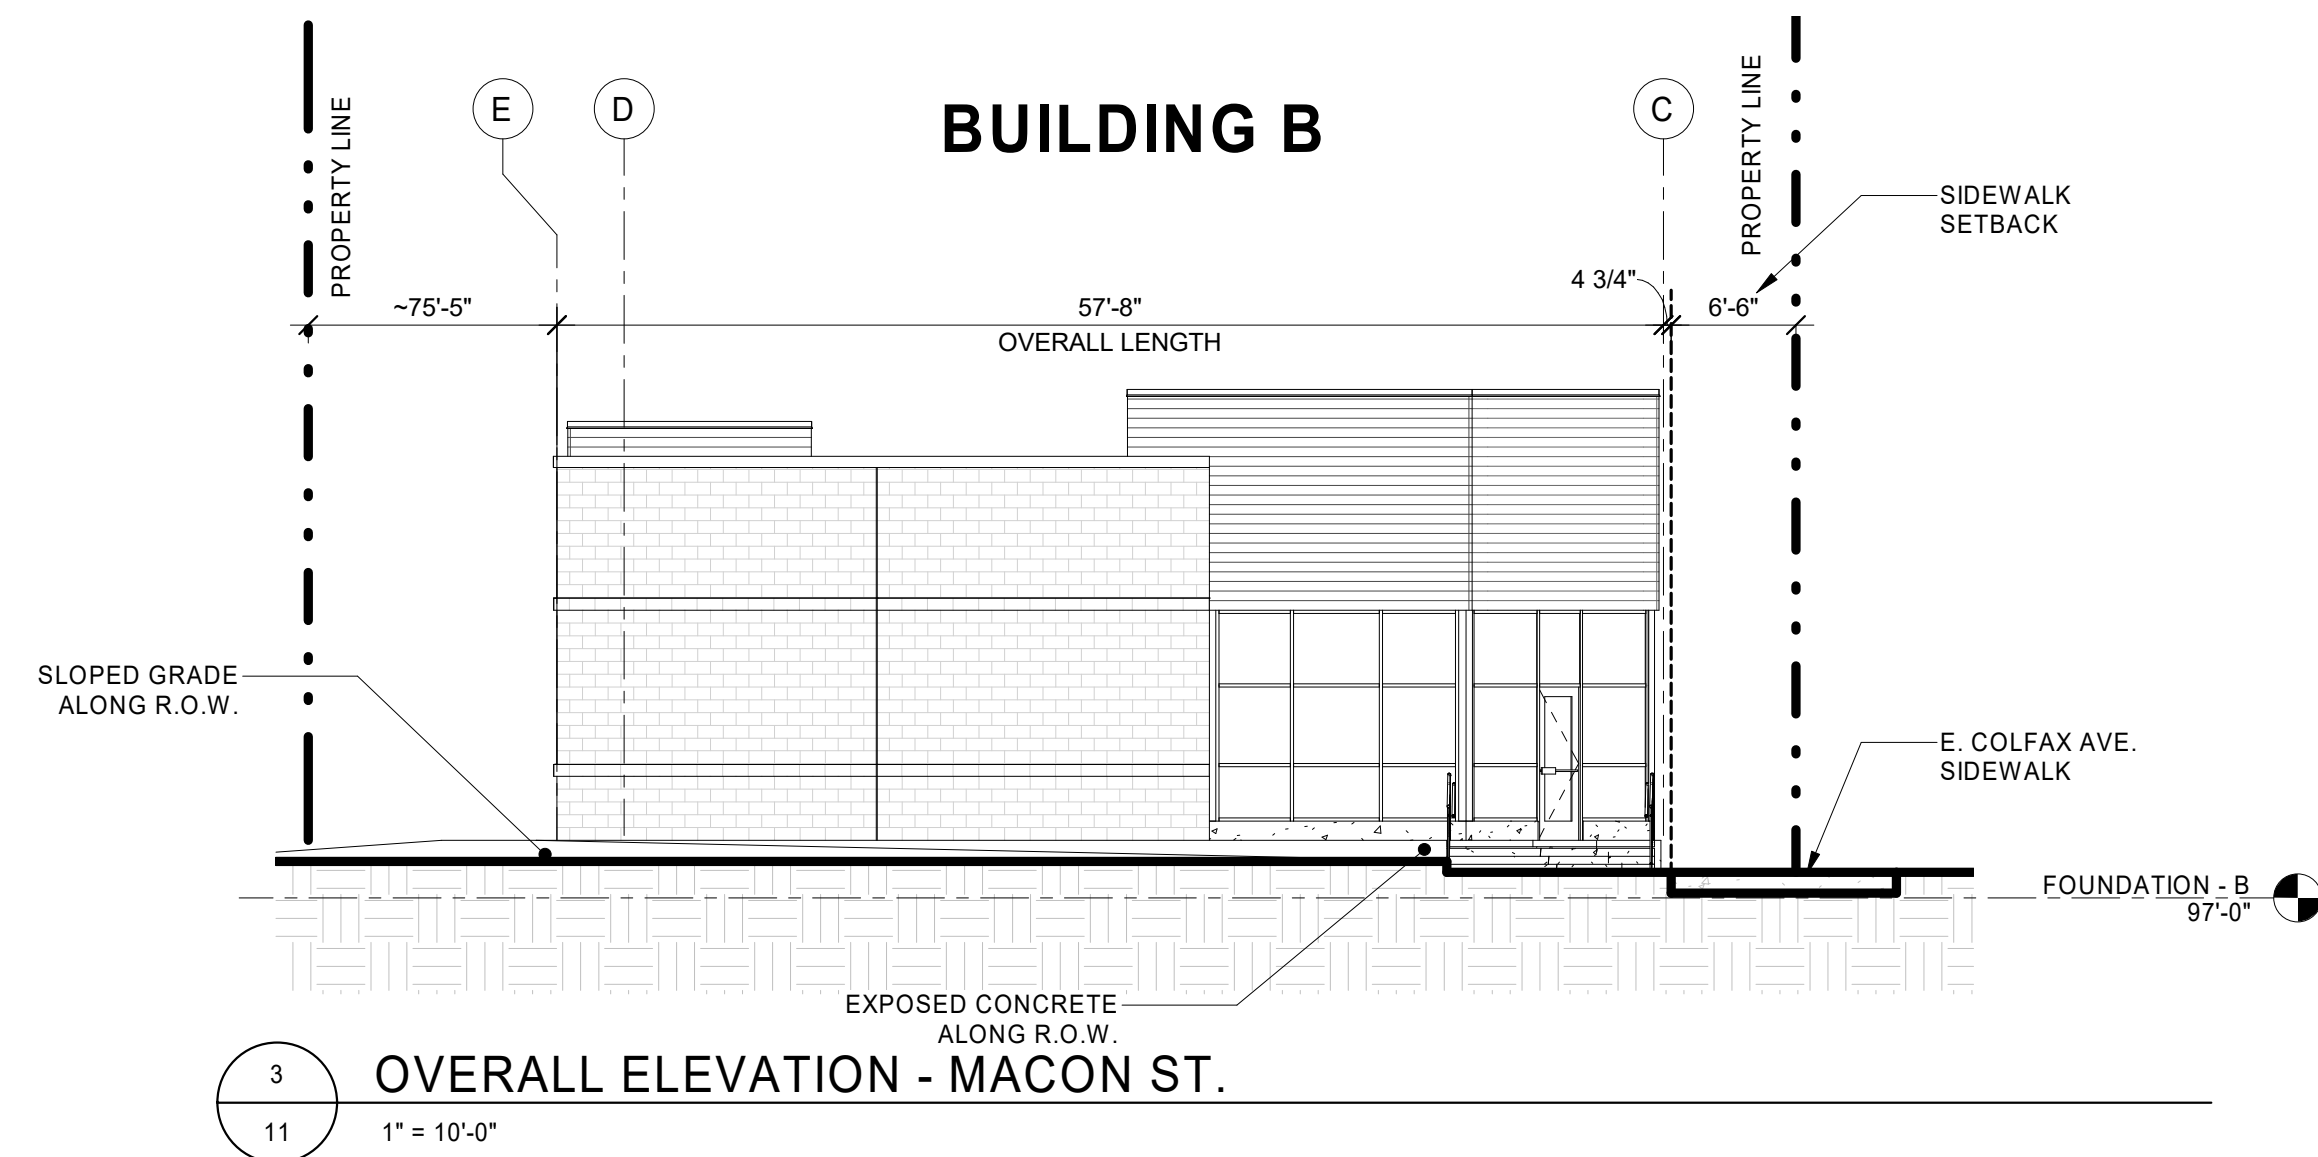 PROPERTY LINE
E
D
BUILDING B
C
PROPERTY LINE
SIDEWALK
SETBACK
~75'-5"
57'-8"
OVERALL LENGTH
4 3/4"
6'-6"
SLOPED GRADE
ALONG R.O.W.
E. COLFAX AVE.
SIDEWALK
FOUNDATION - B
97'-0"
EXPOSED CONCRETE
ALONG R.O.W.
3
OVERALL ELEVATION - MACON ST.
11
1" = 10'-0"